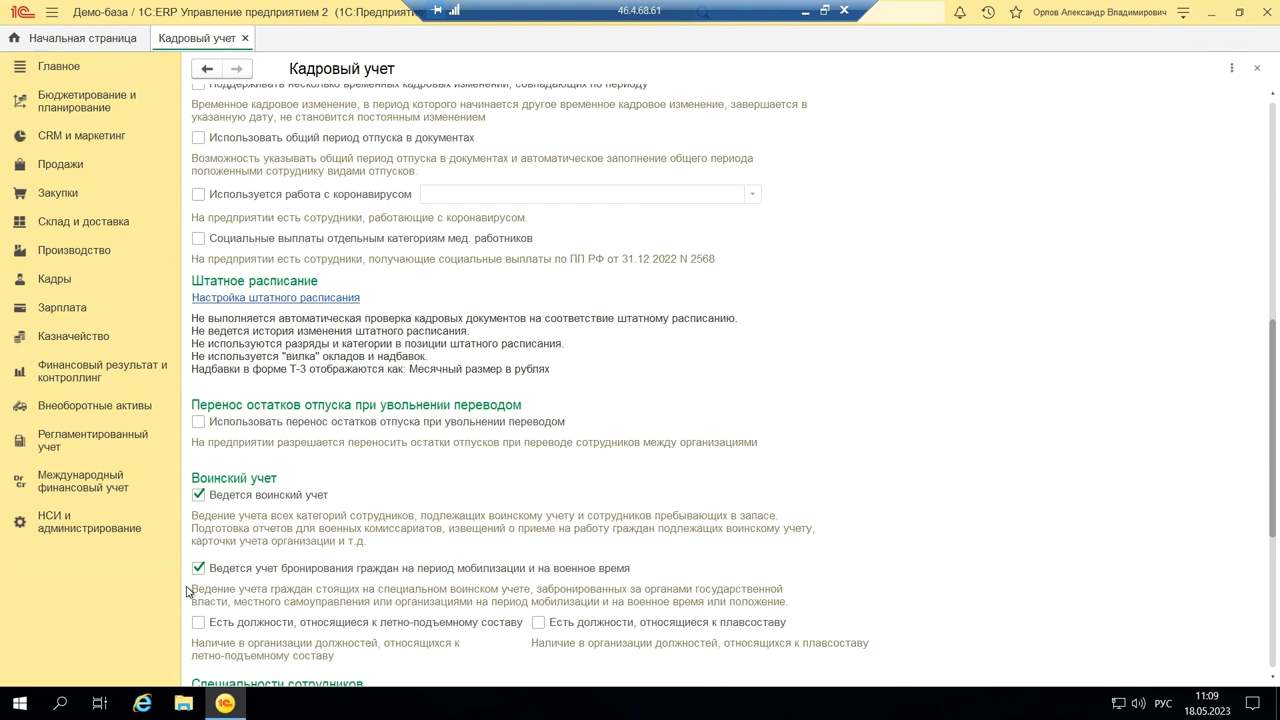 Демо-база / 1С:ERP Управление предприятием 2 (1С:Предприятие
46.4.68.61
Орлов Александр Владимирович
Начальная страница
Кадровый учет
Главное
Бюджетирование и
планирование
CRM и маркетинг
Продажи
Закупки
Склад и доставка
Производство
Кадры
Зарплата
Казначейство
Финансовый результат и
контроллинг
Внеоборотные активы
Регламентированный
учет
Dr
Cr
Международный
финансовый учет
НСИ и
администрирование
Кадровый учет
Поддерживать несколько временных кадровых изменений, совпадающих по периоду
Временное кадровое изменение, в период которого начинается другое временное кадровое изменение, завершается в
указанную дату, не становится постоянным изменением
Использовать общий период отпуска в документах
Возможность указывать общий период отпуска в документах и автоматическое заполнение общего периода
положенными сотруднику видами отпусков.
Используется работа с коронавирусом
На предприятии есть сотрудники, работающие с коронавирусом.
Социальные выплаты отдельным категориям мед. работников
На предприятии есть сотрудники, получающие социальные выплаты по ПП РФ от 31.12.2022 N 2568
Штатное расписание
Настройка штатного расписания
Не выполняется автоматическая проверка кадровых документов на соответствие штатному расписанию.
Не ведется история изменения штатного расписания.
Не используются разряды и категории в позиции штатного расписания.
Не используется "вилка" окладов и надбавок.
Надбавки в форме Т-3 отображаются как: Месячный размер в рублях
Перенос остатков отпуска при увольнении переводом
Использовать перенос остатков отпуска при увольнении переводом
На предприятии разрешается переносить остатки отпусков при переводе сотрудников между организациями
Воинский учет
Ведется воинский учет
Ведение учета всех категорий сотрудников, подлежащих воинскому учету и сотрудников пребывающих в запасе.
Подготовка отчетов для военных комиссариатов, извещений о приеме на работу граждан подлежащих воинскому учету,
карточки учета организации и т.д.
Ведется учет бронирования граждан на период мобилизации и на военное время
Ведение учета граждан стоящих на специальном воинском учете, забронированных за органами государственной
власти, местного самоуправления или организациями на период мобилизации и на военное время или положение.
Есть должности, относящиеся к летно-подъемному составу
Есть должности, относящиеся к плавсоставу
Наличие в организации должностей, относящихся к
летно-подъемному составу
Наличие в организации должностей, относящихся к плавсоставу
Специальности сотрудников
РУС
11:09
18.05.2023